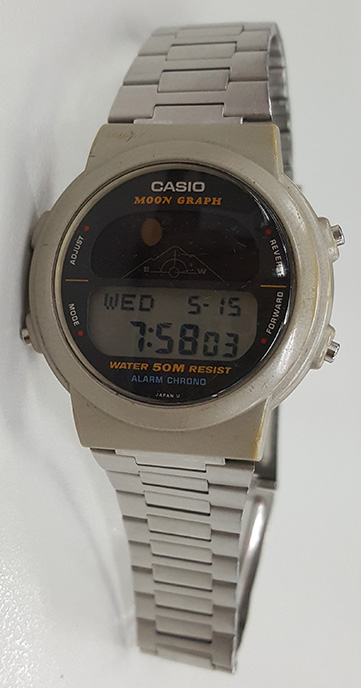 CASIO
MOON GRAPH
ADJUST
REVERSE
E W
WED 5-15
7:58 03
MODE
FORWARD
WATER 50M RESIST
ALARM CHRONO
JAPAN U